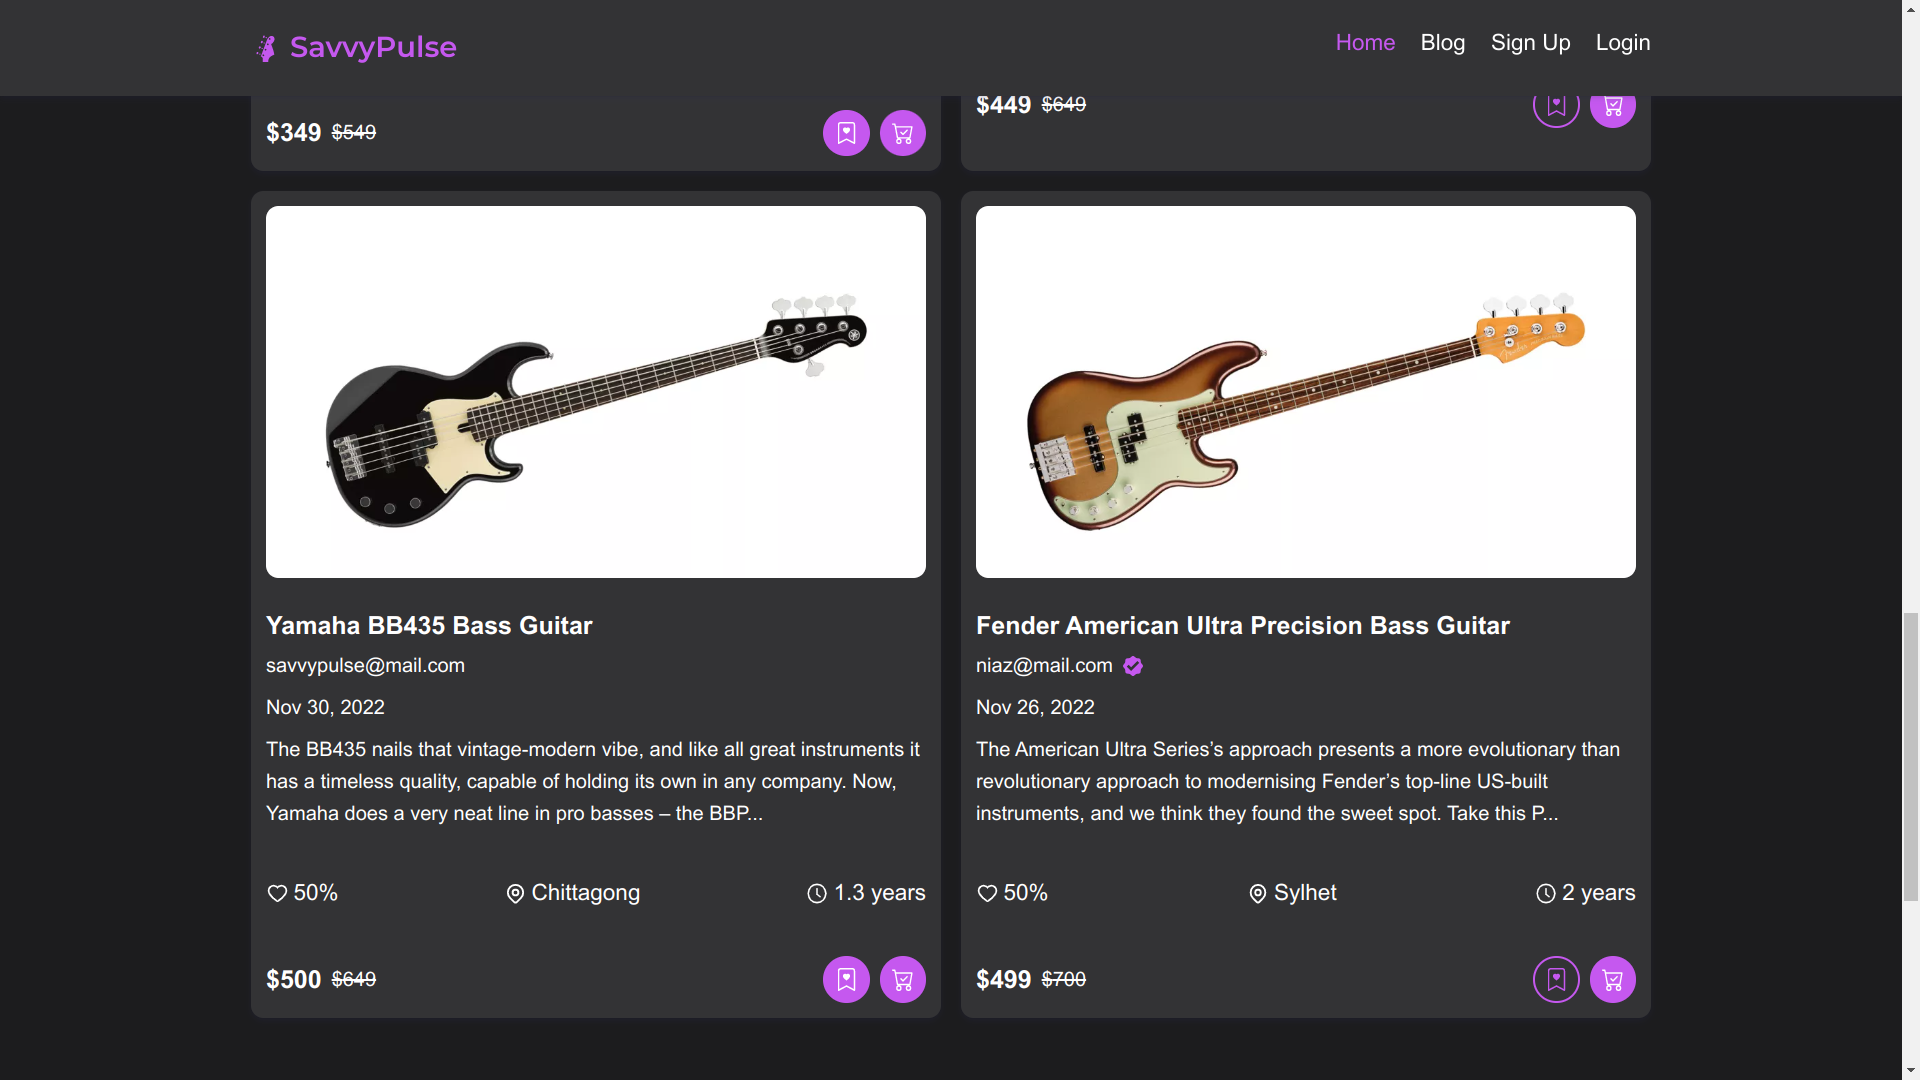 SavvyPulse
Home Blog Sign Up Login
$349 $549
$449 $649
Yamaha BB435 Bass Guitar
savvypulse@mail.com
Nov 30, 2022
The BB435 nails that vintage-modern vibe, and like all great instruments it
has a timeless quality, capable of holding its own in any company. Now,
Yamaha does a very neat line in pro basses – the BBP...
50% Chittagong 1.3 years
$500 $649
Fender
Fender American Ultra Precision Bass Guitar
niaz@mail.com
Nov 26, 2022
The American Ultra Series’s approach presents a more evolutionary than
revolutionary approach to modernising Fender’s top-line US-built
instruments, and we think they found the sweet spot. Take this P...
50% Sylhet 2 years
$499 $700